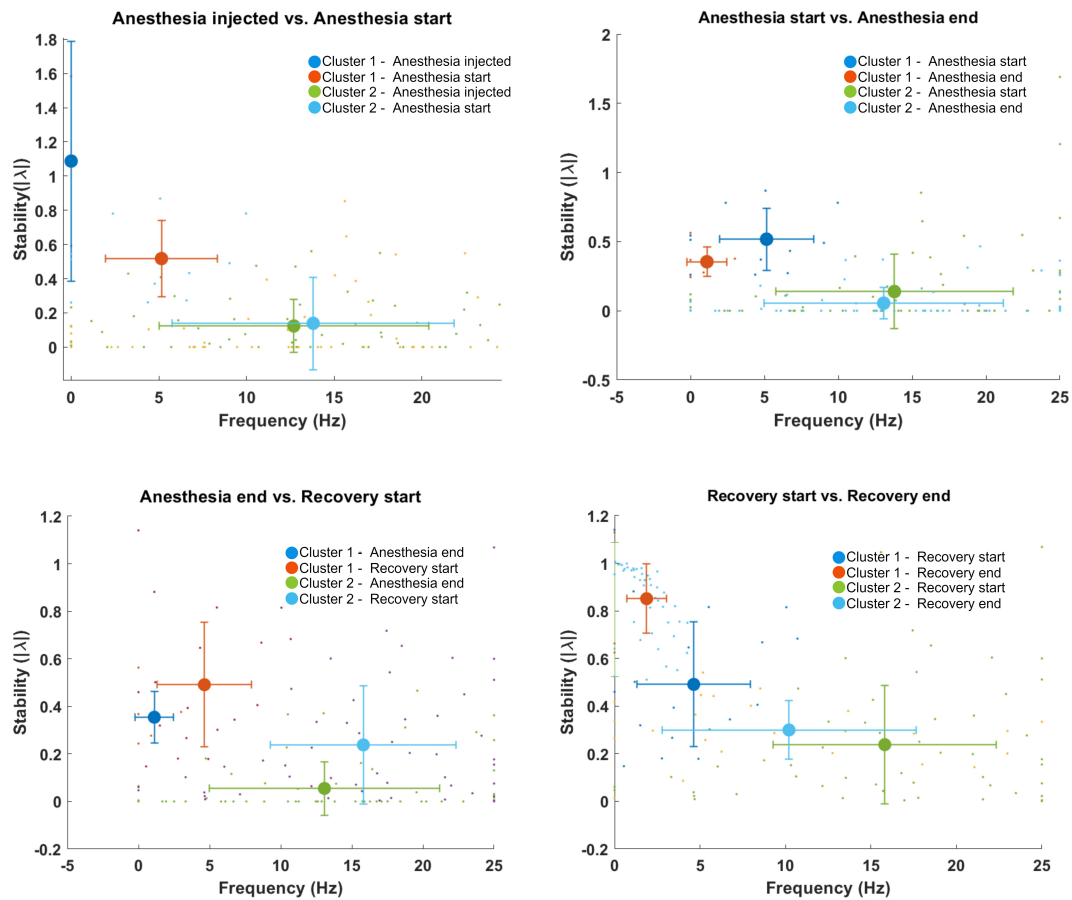 Anesthesia injected vs. Anesthesia start
1.8
1.6
1.4
1.2
1
0.8
0.6
0.4
0.2
0
Stability(|λ|)
Cluster 1 - Anesthesia injected
Cluster 1 - Anesthesia start
Cluster 2 - Anesthesia injected
Cluster 2 - Anesthesia start
0 5 10 15 20
Frequency (Hz)
Anesthesia start vs. Anesthesia end
2
1.5
1
0.5
0
-0.5
Stability (|λ|)
Cluster 1 - Anesthesia start
Cluster 1 - Anesthesia end
Cluster 2 - Anesthesia start
Cluster 2 - Anesthesia end
-5 0 5 10 15 20 25
Frequency (Hz)
Anesthesia end vs. Recovery start
1.2
1
0.8
0.6
0.4
0.2
0
-0.2
Stability (|λ|)
Cluster 1 - Anesthesia end
Cluster 1 - Recovery start
Cluster 2 - Anesthesia end
Cluster 2 - Recovery start
-5 0 5 10 15 20 25
Frequency (Hz)
Recovery start vs. Recovery end
1.2
1
0.8
0.6
0.4
0.2
0
-0.2
Stability (|λ|)
Cluster 1 - Recovery start
Cluster 1 - Recovery end
Cluster 2 - Recovery start
Cluster 2 - Recovery end
0 5 10 15 20 25
Frequency (Hz)